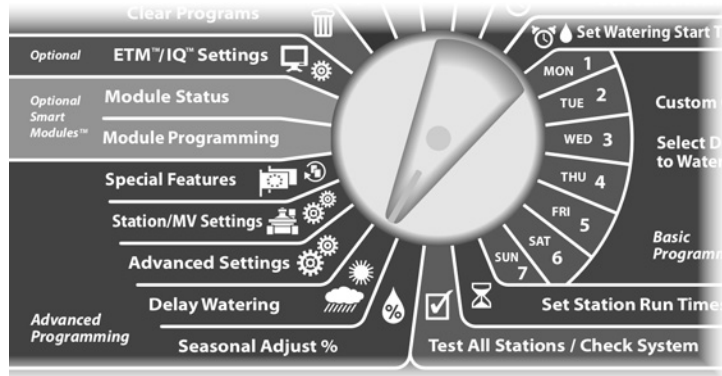 Clear Programs
Optional
ETM™/IQ™ Settings
Optional
Smart
Modules™
Module Status
Module Programming
Special Features
Station/MV Settings
Advanced Settings
Delay Watering
Advanced
Programming
Seasonal Adjust %
%
Set Watering Start T
MON 1
TUE 2
WED 3
THU 4
FRI 5
SAT 6
SUN 7
Custom
Select D
to Water
Basic
Programm
Set Station Run Time
Test All Stations / Check System